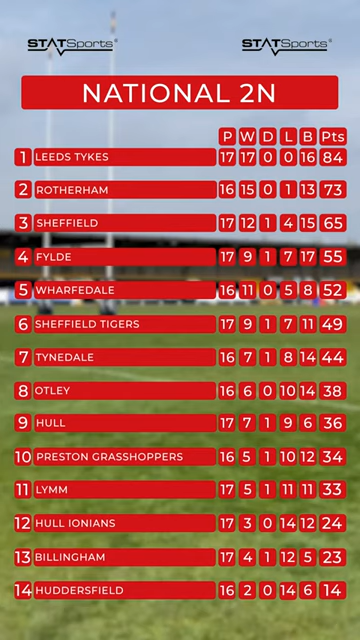 STATSports® STATSports®
NATIONAL 2N
P W D L B Pts
1 LEEDS TYKES 17 17 0 0 16 84
2 ROTHERHAM 16 15 0 1 13 73
3 SHEFFIELD 17 12 1 4 15 65
4 FYLDE 17 9 1 7 17 55
5 WHARFEDALE 16 11 0 5 8 52
6 SHEFFIELD TIGERS 17 9 1 7 11 49
7 TYNEDALE 16 7 1 8 14 44
8 OTLEY 16 6 0 10 14 38
9 HULL 17 7 1 9 6 36
10 PRESTON GRASSHOPPERS 16 5 1 10 12 34
11 LYMM 17 5 1 11 11 33
12 HULL IONIANS 17 3 0 14 12 24
13 BILLINGHAM 17 4 1 12 5 23
14 HUDDERSFIELD 16 2 0 14 6 14